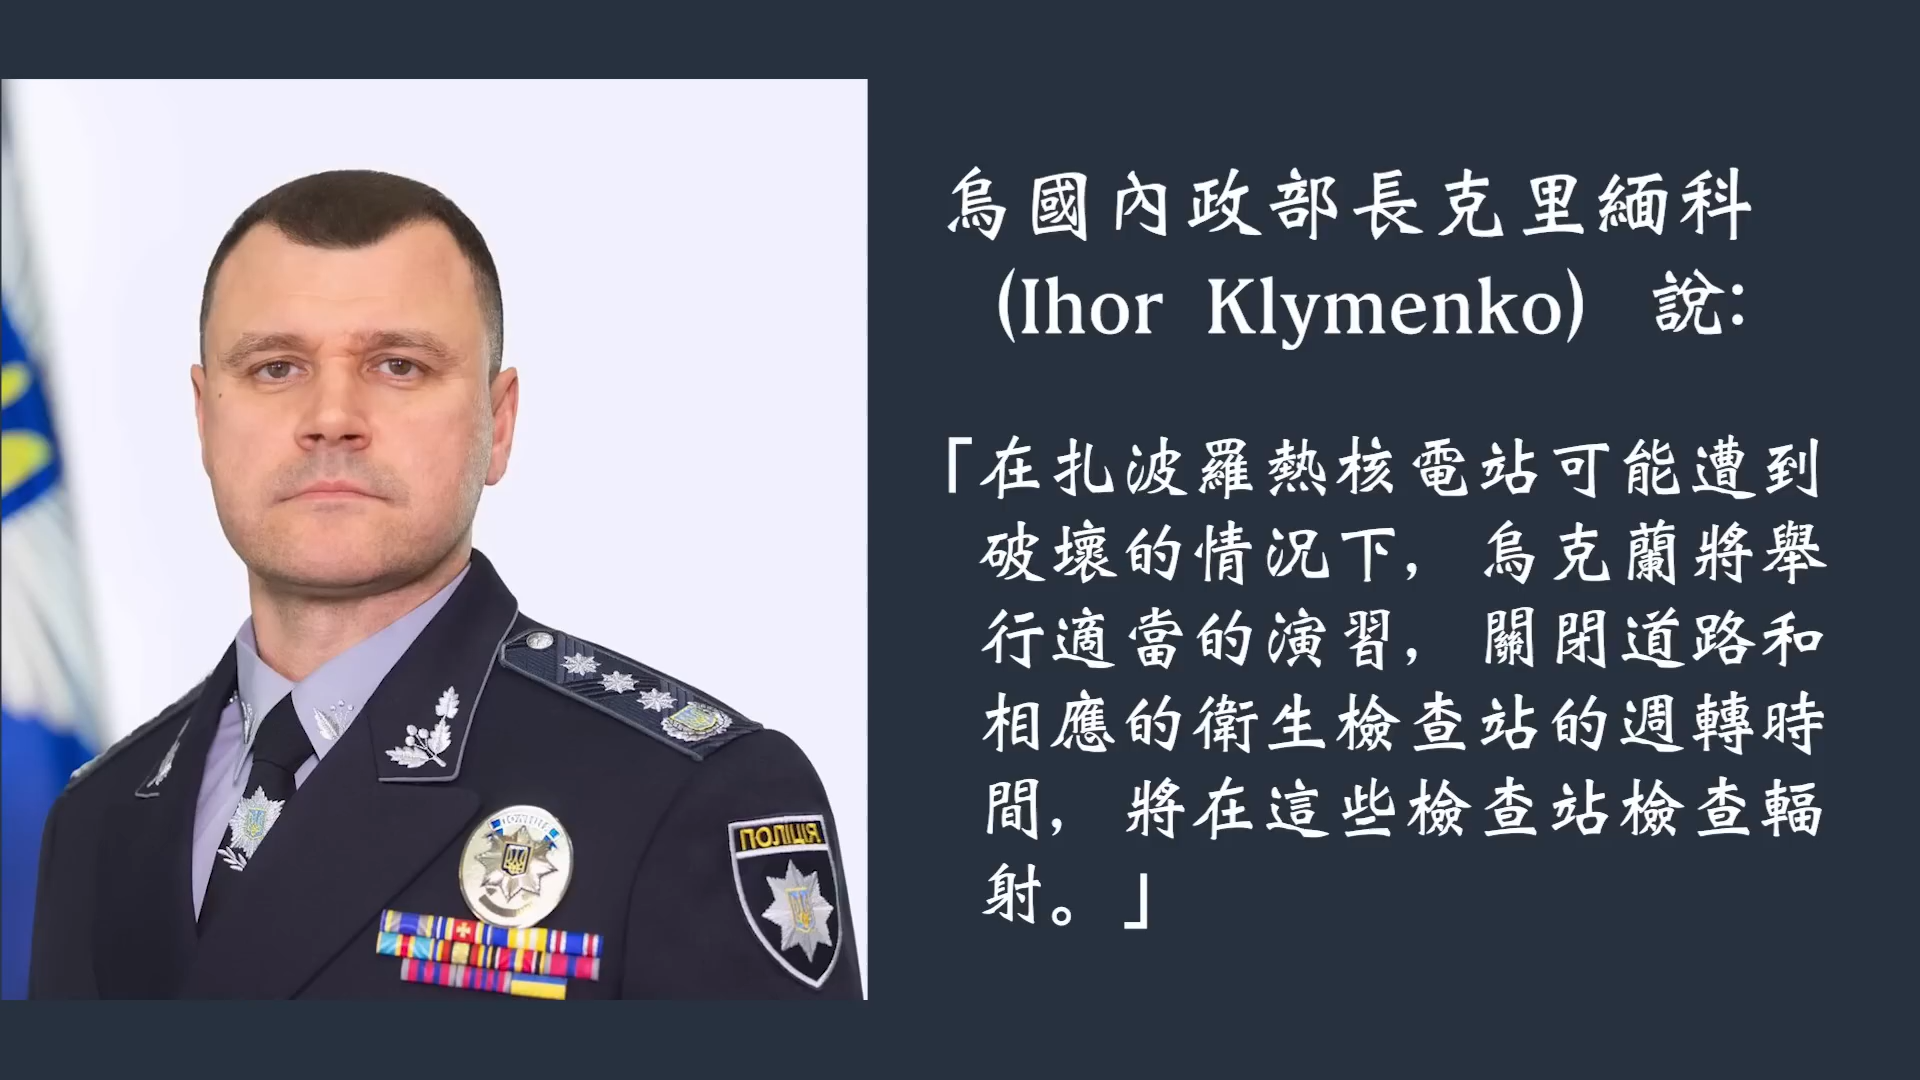 烏國內政部長克里緬科
(Ihor Klymenko) 說:
「在扎波羅熱核電站可能遭到
破壞的情況下，烏克蘭將舉
行適當的演習，關閉道路和
相應的衛生檢查站的週轉時
間，將在這些檢查站檢查輻
射。」
ПОЛІЦІЯ